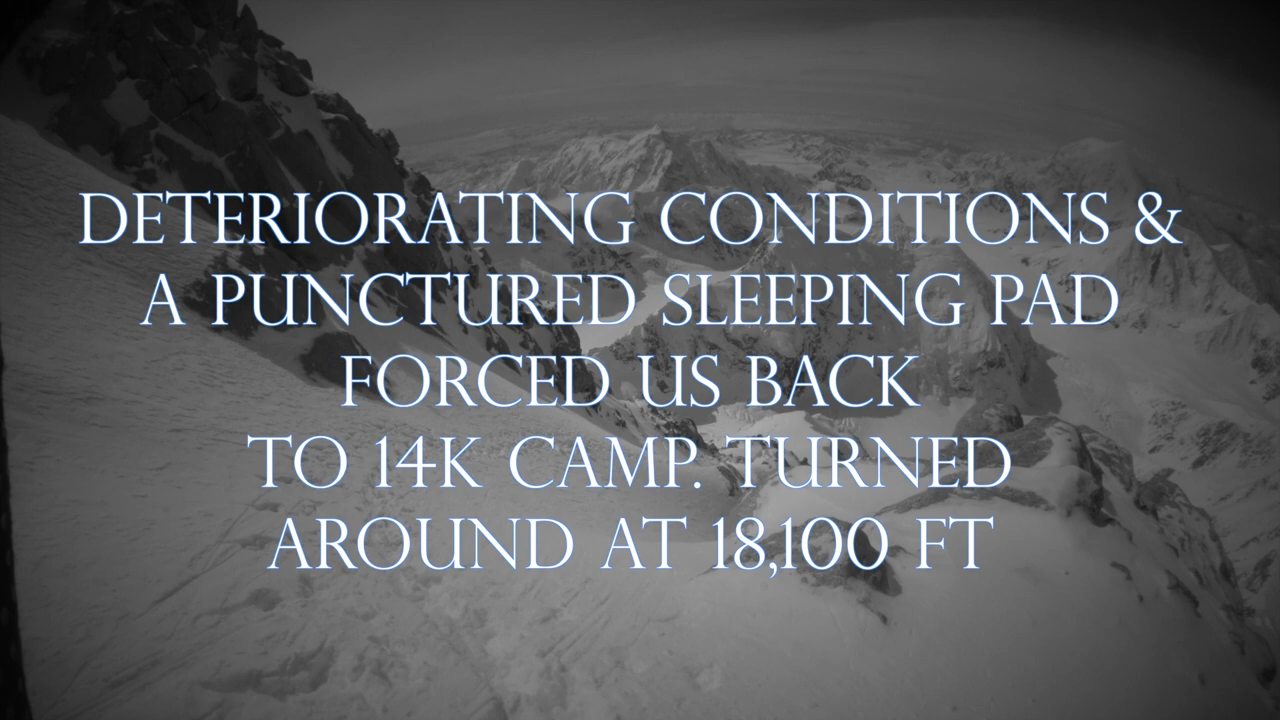 DETERIORATING CONDITIONS &
A PUNCTURED SLEEPING PAD
FORCED US BACK
TO 14K CAMP. TURNED
AROUND AT 18,100 FT